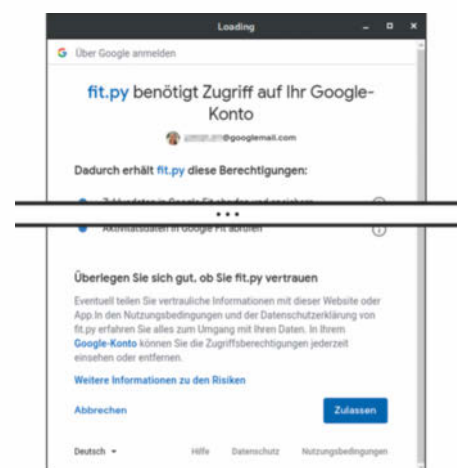 Loading
Über Google anmelden
fit.py benötigt Zugriff auf Ihr Google-
Konto
@googlemail.com
Dadurch erhält fit.py diese Berechtigungen:
...
Aktivitätsdaten in Google Fit abrufen
Überlegen Sie sich gut, ob Sie fit.py vertrauen
Eventuell teilen Sie vertrauliche Informationen mit dieser Website oder
App.In den Nutzungsbedingungen und der Datenschutzerklärung von
fit.py erfahren Sie alles zum Umgang mit Ihren Daten. In Ihrem
Google-Konto können Sie die Zugriffsberechtigungen jederzeit
einsehen oder entfernen.
Weitere Informationen zu den Risiken
Abbrechen
Zulassen
Deutsch
Hilfe
Datenschutz
Nutzungsbedingungen